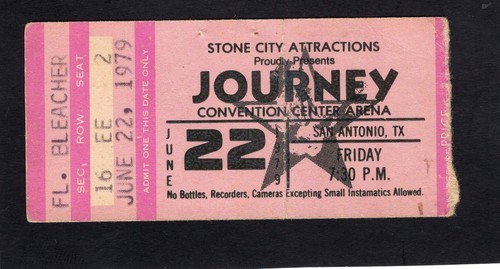 FL. BLEACHER
SEC, ROW SEAT
16 EE 2
JUNE 22, 1979
ADMIT ONE THIS DATE ONLY
STONE CITY ATTRACTIONS
Proudly Presents
JOURNEY
CONVENTION CENTER ARENA
JUNE
22
1979
SAN ANTONIO, TX
FRIDAY
7:30 P.M.
No Bottles, Recorders, Cameras Excepting Small Instamatics Allowed.
PRICE